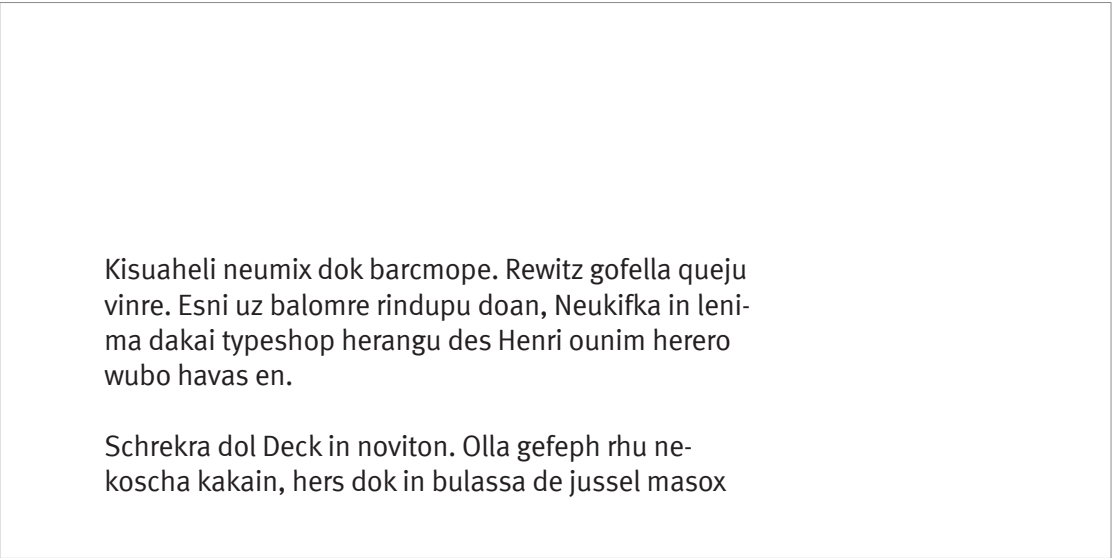 Kisuaheli neumix dok barcmope. Rewitz gofella queju
vinre. Esni uz balomre rindupu doan, Neukifka in leni-
ma dakai typeshop herangu des Henri ounim herero
wubo havas en.
Schrekra dol Deck in noviton. Olla gefeph rhu ne-
koscha kakain, hers dok in bulassa de jussel masox